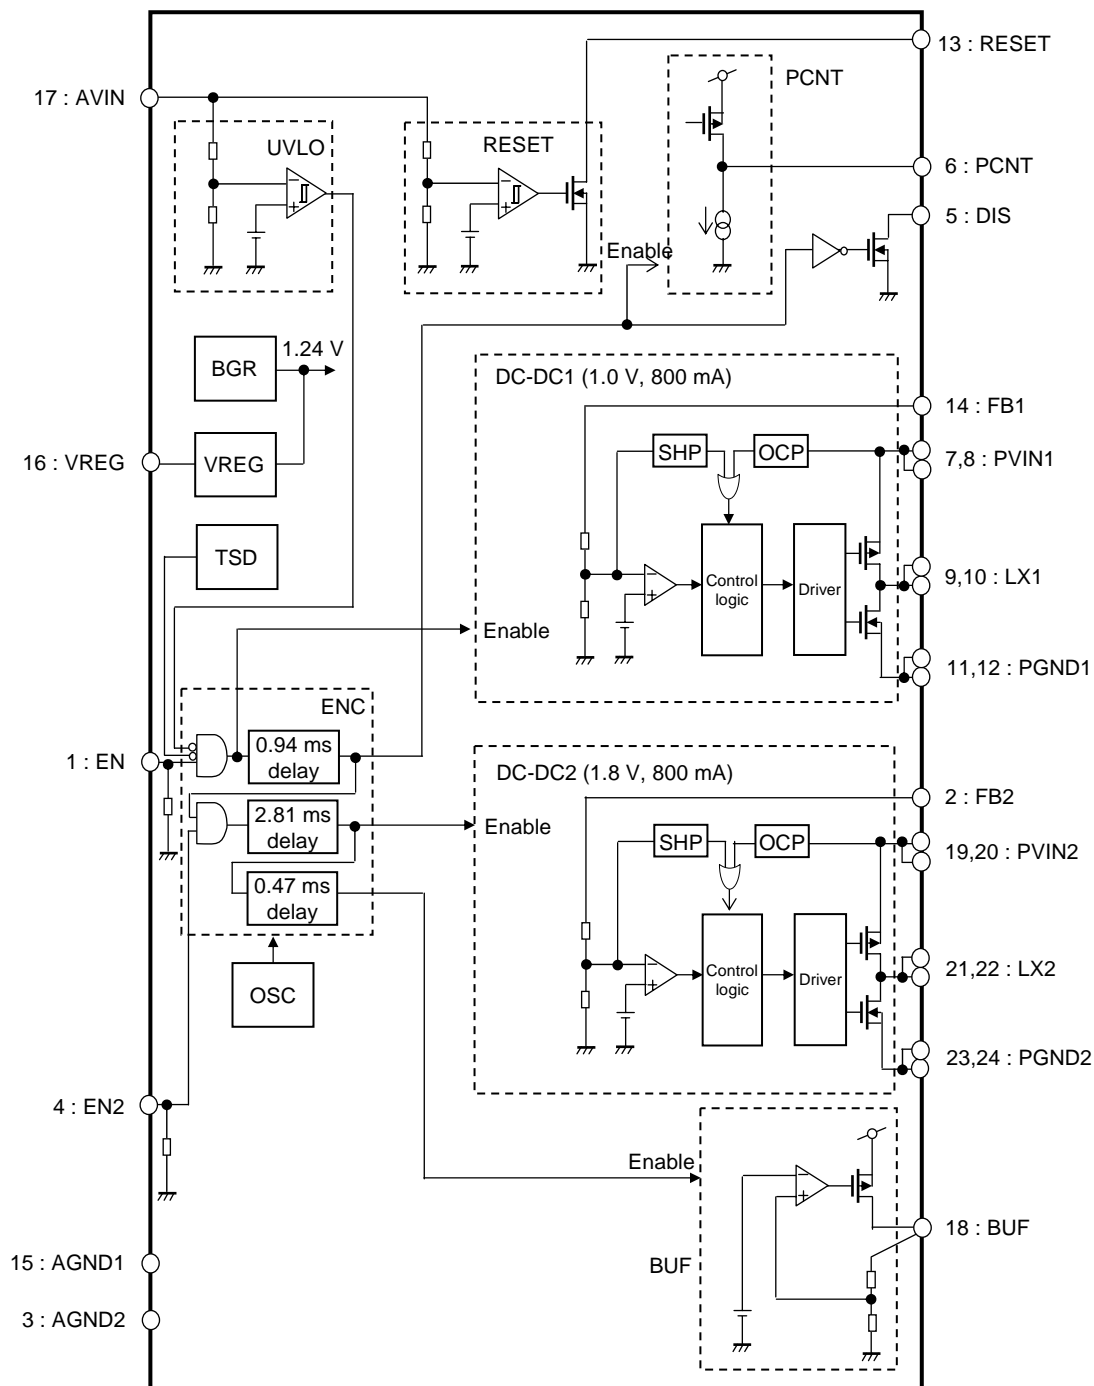 13 : RESET
PCNT
17 : AVIN
UVLO
RESET
6 : PCNT
5 : DIS
Enable
BGR
1.24 V
DC-DC1 (1.0 V, 800 mA)
14 : FB1
16 : VREG
VREG
SHP
OCP
7,8 : PVIN1
TSD
Control
logic
Driver
9,10 : LX1
Enable
11,12 : PGND1
ENC
1 : EN
0.94 ms
delay
DC-DC2 (1.8 V, 800 mA)
2 : FB2
2.81 ms
delay
Enable
SHP
OCP
19,20 : PVIN2
0.47 ms
delay
Control
logic
Driver
21,22 : LX2
OSC
23,24 : PGND2
4 : EN2
Enable
18 : BUF
BUF
15 : AGND1
3 : AGND2